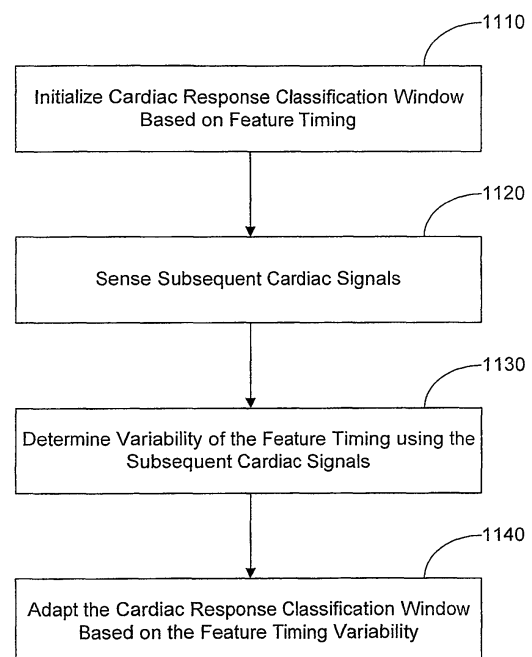 1110
Initialize Cardiac Response Classification Window
Based on Feature Timing
1120
Sense Subsequent Cardiac Signals
1130
Determine Variability of the Feature Timing using the
Subsequent Cardiac Signals
1140
Adapt the Cardiac Response Classification Window
Based on the Feature Timing Variability